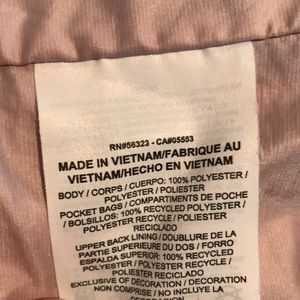 RN#56323 - CA#05553
MADE IN VIETNAM/FABRIQUE AU
VIETNAM/HECHO EN VIETNAM
BODY / CORPS / CUERPO: 100% POLYESTER /
POLYESTER / POLIESTER
POCKET BAGS / COMPARTIMENTS DE POCHE
/ BOLSILLOS: 100% RECYCLED POLYESTER /
POLYESTER RECYCLÉ / POLIESTER
RECICLADO
UPPER BACK LINING / DOUBLURE DE LA
PARTIE SUPERIEURE DU DOS / FORRO
ESPALDA SUPERIOR: 100% RECYCLED
POLYESTER / POLYESTER RECYCLÉ /
POLIESTER RECICLADO
EXCLUSIVE OF DECORATION / DECORATION
NON COMPRISE / NO INCLUYE LA
DECORACION